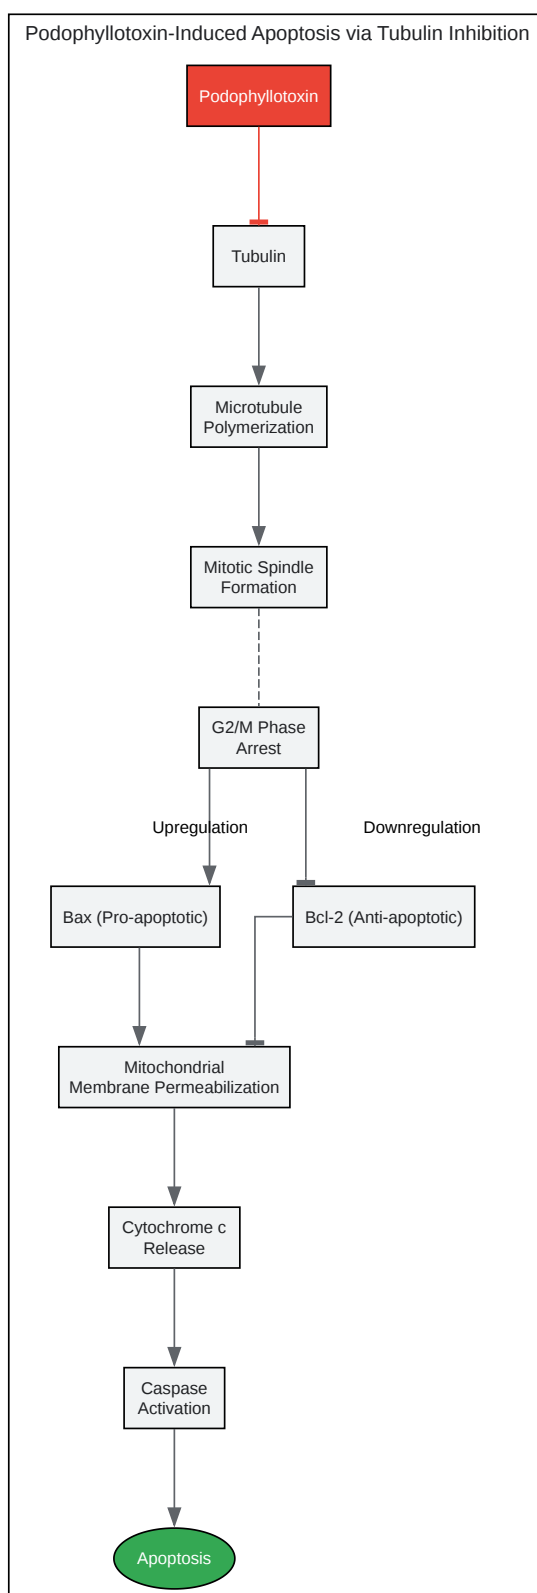 Podophyllotoxin-Induced Apoptosis via Tubulin Inhibition
Podophyllotoxin
Tubulin
Microtubule
Polymerization
Mitotic Spindle
Formation
G2/M Phase
Arrest
Upregulation
Downregulation
Bax (Pro-apoptotic)
Bcl-2 (Anti-apoptotic)
Mitochondrial
Membrane Permeabilization
Cytochrome c
Release
Caspase
Activation
Apoptosis